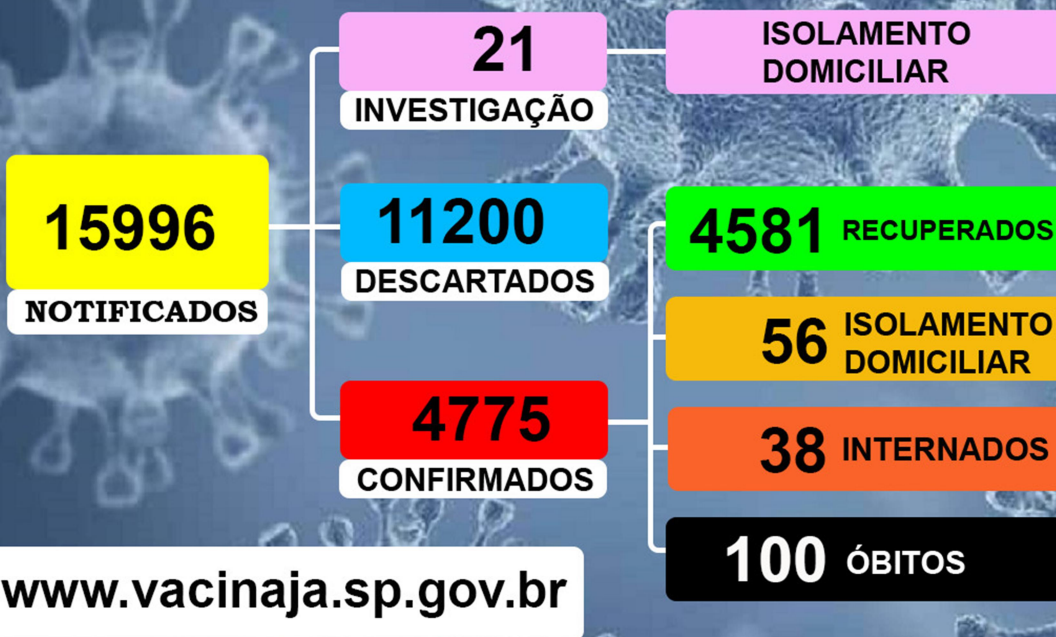 21
INVESTIGAÇÃO
ISOLAMENTO
DOMICILIAR
15996
NOTIFICADOS
11200
DESCARTADOS
4775
CONFIRMADOS
4581 RECUPERADOS
56 ISOLAMENTO
DOMICILIAR
38 INTERNADOS
100 ÓBITOS
www.vacinaja.sp.gov.br